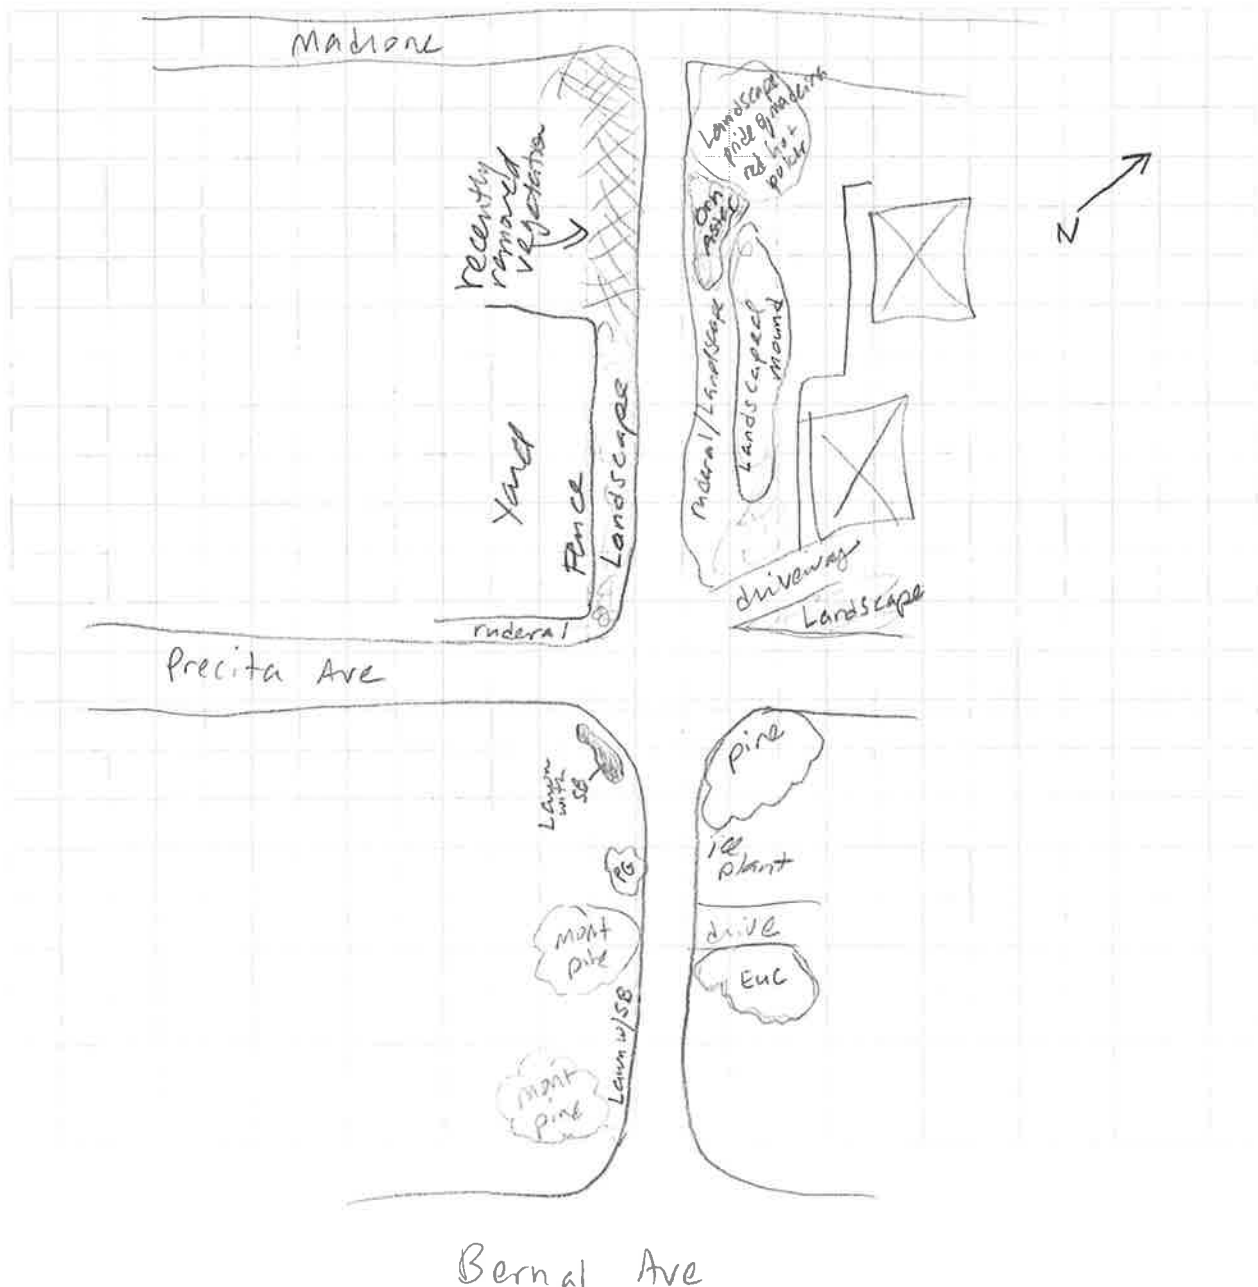 Madrone
Landscape
pride of madeira
red hot
poker
recently
removed
vegetation
N
aster
ruderal/Landscape
Landscaped
mound
Yard
Fence
Landscape
driveway
Landscape
ruderal
Precita Ave
Lawn
with
SB
pine
PG
ice
plant
mont
pine
drive
Euc
Lawn w/SB
mont
pine
Bernal Ave